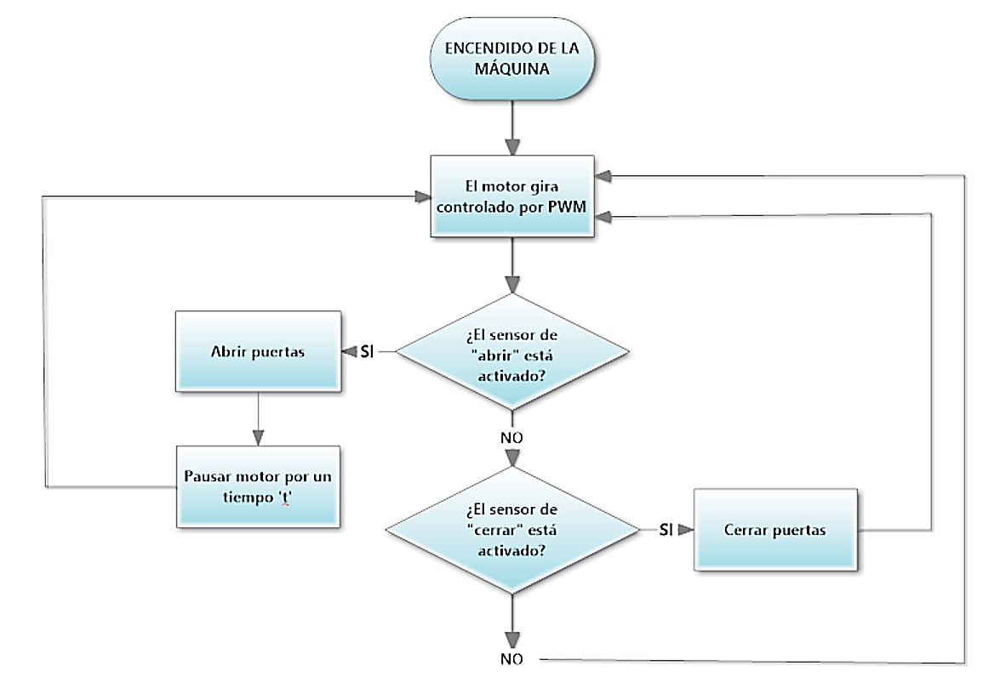 ENCENDIDO DE LA
MÁQUINA
El motor gira
controlado por PWM
¿El sensor de
"abrir" está
activado?
SI
Abrir puertas
Pausar motor por un
tiempo 't'
NO
¿El sensor de
"cerrar" está
activado?
SI
Cerrar puertas
NO